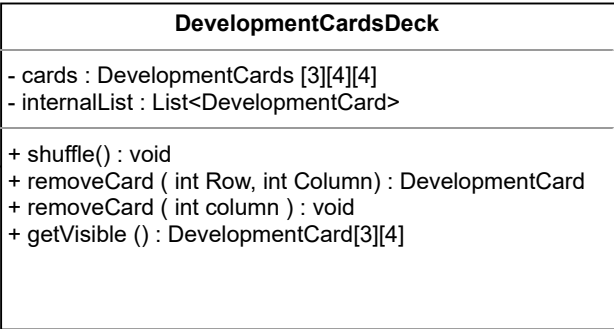 DevelopmentCardsDeck
- cards : DevelopmentCards [3][4][4]
- internalList : List<DevelopmentCard>
+ shuffle() : void
+ removeCard ( int Row, int Column) : DevelopmentCard
+ removeCard ( int column ) : void
+ getVisible () : DevelopmentCard[3][4]